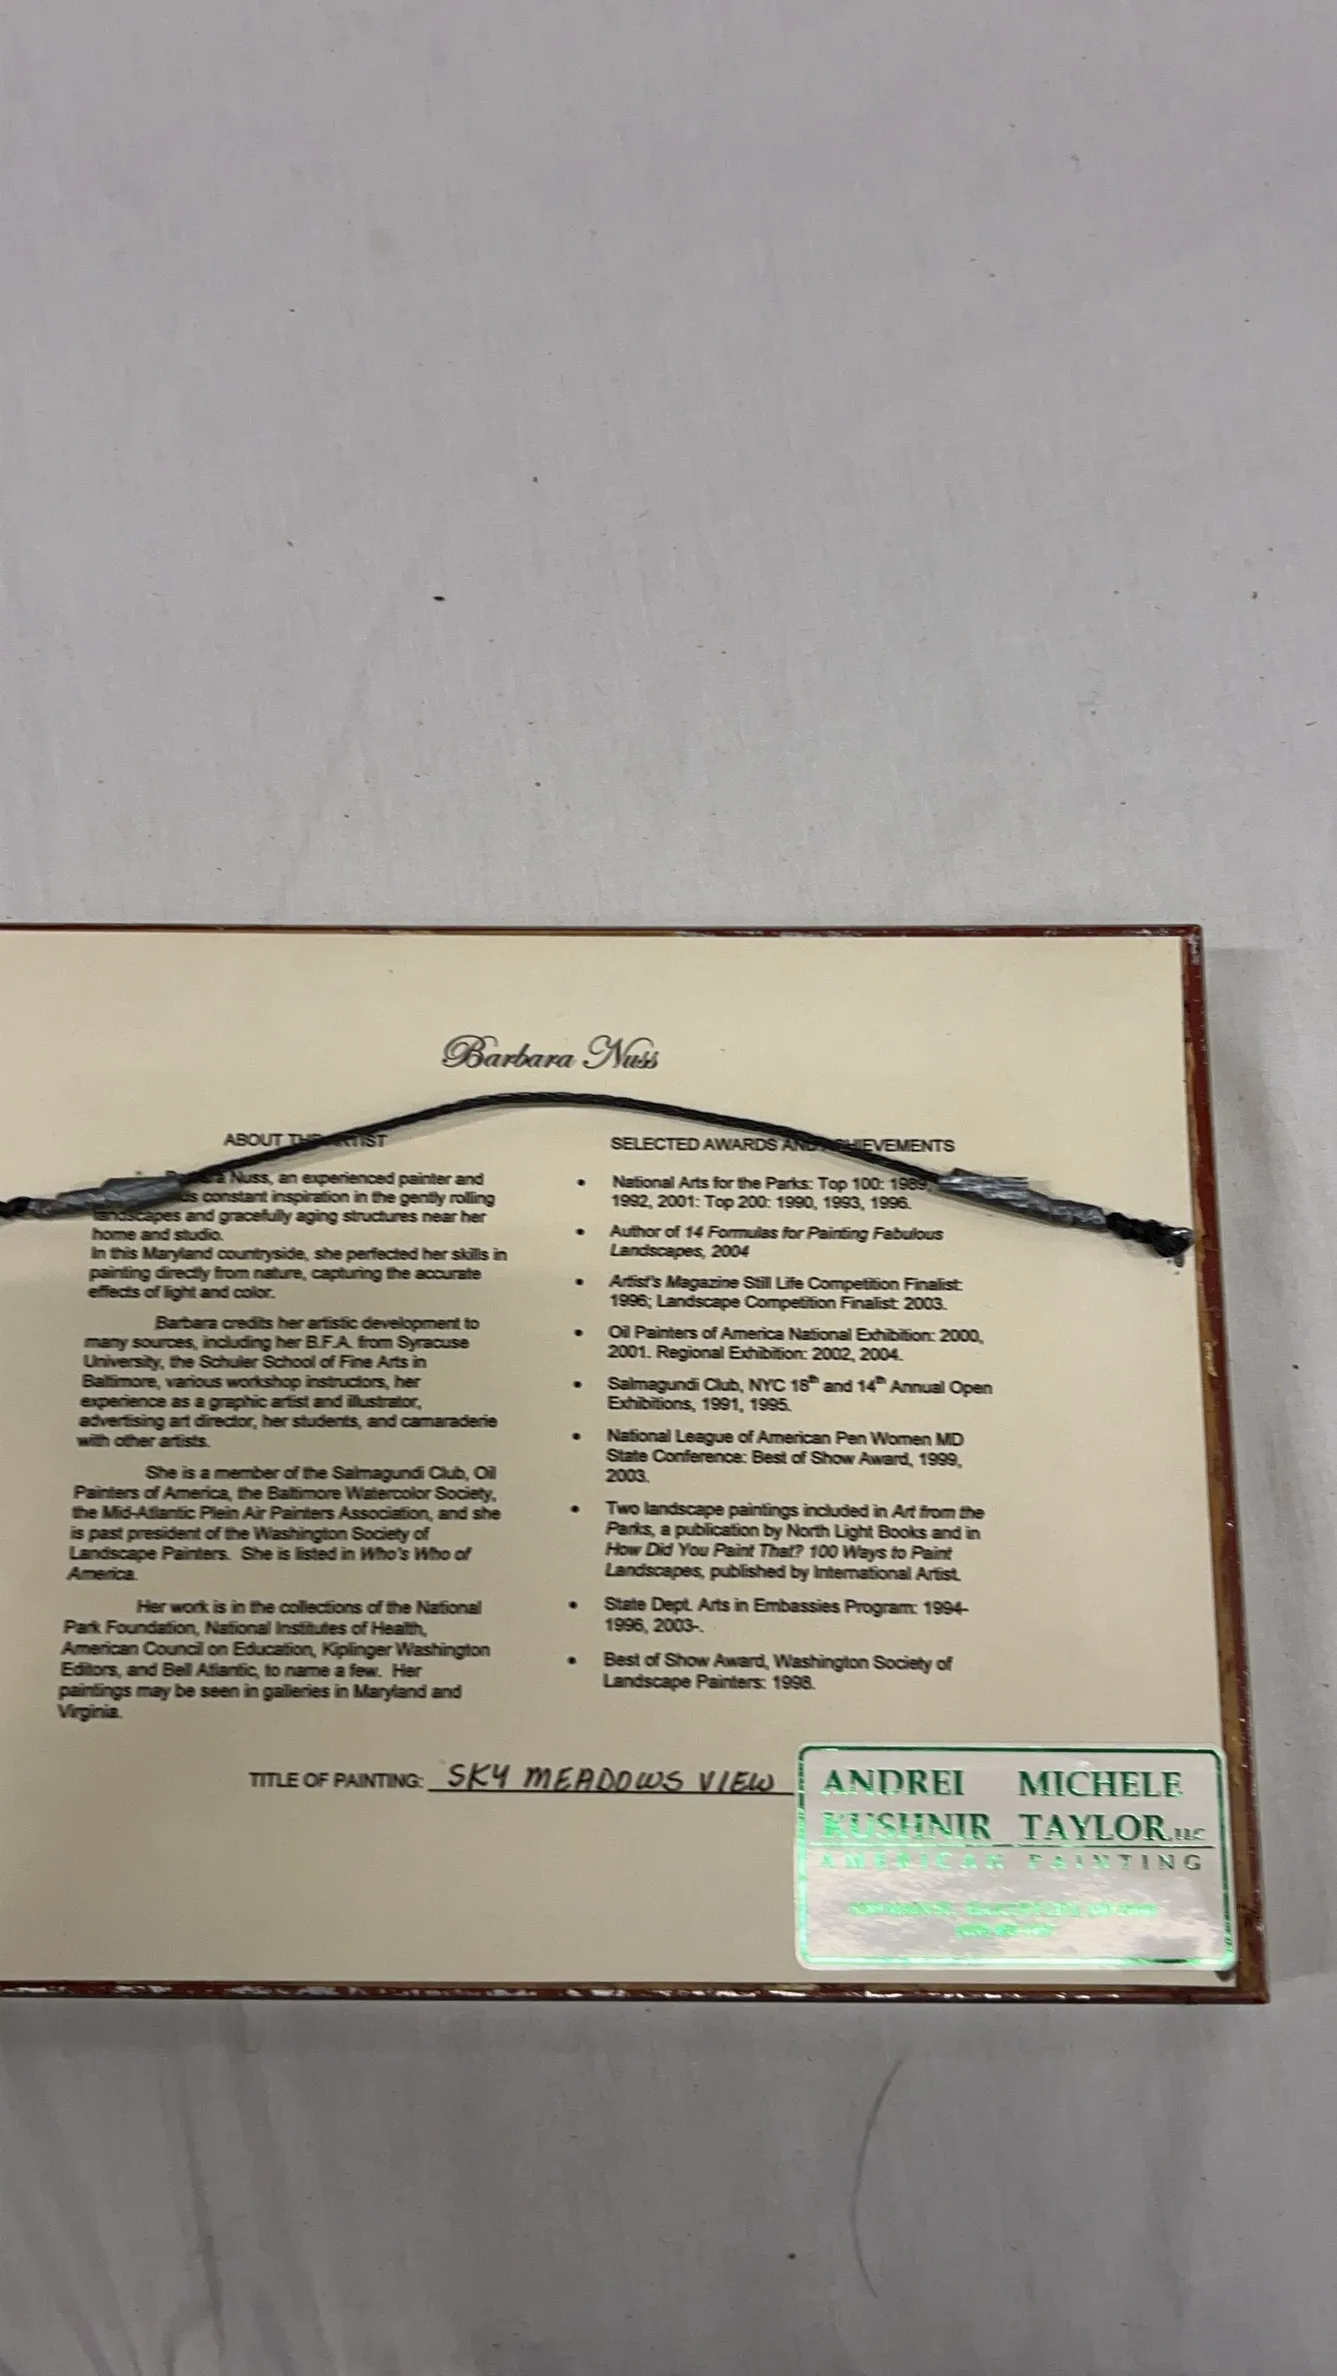 Barbara Nuss
ABOUT THE ARTIST
Nuss, an experienced painter and
constant inspiration in the gently rolling
landscapes and gracefully aging structures near her
home and studio.
In this Maryland countryside, she perfected her skills in
painting directly from nature, capturing the accurate
effects of light and color.
Barbara credits her artistic development to
many sources, including her B.F.A. from Syracuse
University, the Schuler School of Fine Arts in
Baltimore, various workshop instructors, her
experience as a graphic artist and illustrator,
advertising art director, her students, and camaraderie
with other artists.
She is a member of the Salmagundi Club, Oil
Painters of America, the Baltimore Watercolor Society,
the Mid-Atlantic Plein Air Painters Association, and she
is past president of the Washington Society of
Landscape Painters. She is listed in Who's Who of
America.
Her work is in the collections of the National
Park Foundation, National Institutes of Health,
American Council on Education, Kiplinger Washington
Editors, and Bell Atlantic, to name a few. Her
paintings may be seen in galleries in Maryland and
Virginia.
SELECTED AWARDS AND ACHIEVEMENTS
• National Arts for the Parks: Top 100: 1989,
1992, 2001: Top 200: 1990, 1993, 1996.
• Author of 14 Formulas for Painting Fabulous
Landscapes, 2004
• Artist's Magazine Still Life Competition Finalist:
1996; Landscape Competition Finalist: 2003.
• Oil Painters of America National Exhibition: 2000,
2001. Regional Exhibition: 2002, 2004.
• Salmagundi Club, NYC 18th and 14th Annual Open
Exhibitions, 1991, 1995.
• National League of American Pen Women MD
State Conference: Best of Show Award, 1999,
2003.
• Two landscape paintings included in Art from the
Parks, a publication by North Light Books and in
How Did You Paint That? 100 Ways to Paint
Landscapes, published by International Artist.
• State Dept. Arts in Embassies Program: 1994-
1996, 2003-.
• Best of Show Award, Washington Society of
Landscape Painters: 1998.
TITLE OF PAINTING: SKY MEADOWS VIEW
ANDREI MICHELE
KUSHNIR TAYLOR LLC
AMERICAN PAINTING